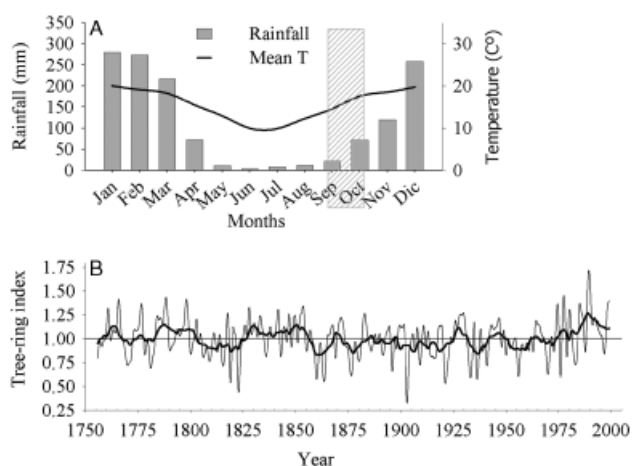 A
Rainfall
Mean T
Rainfall (mm)
350
300
250
200
150
100
50
0
Temperature (Cº)
30
20
10
0
Jan Feb Mar Apr May Jun Jul Aug Sep Oct Nov Dic
Months
B
Tree-ring index
1.75
1.50
1.25
1.00
0.75
0.50
0.25
1750 1775 1800 1825 1850 1875 1900 1925 1950 1975 2000
Year